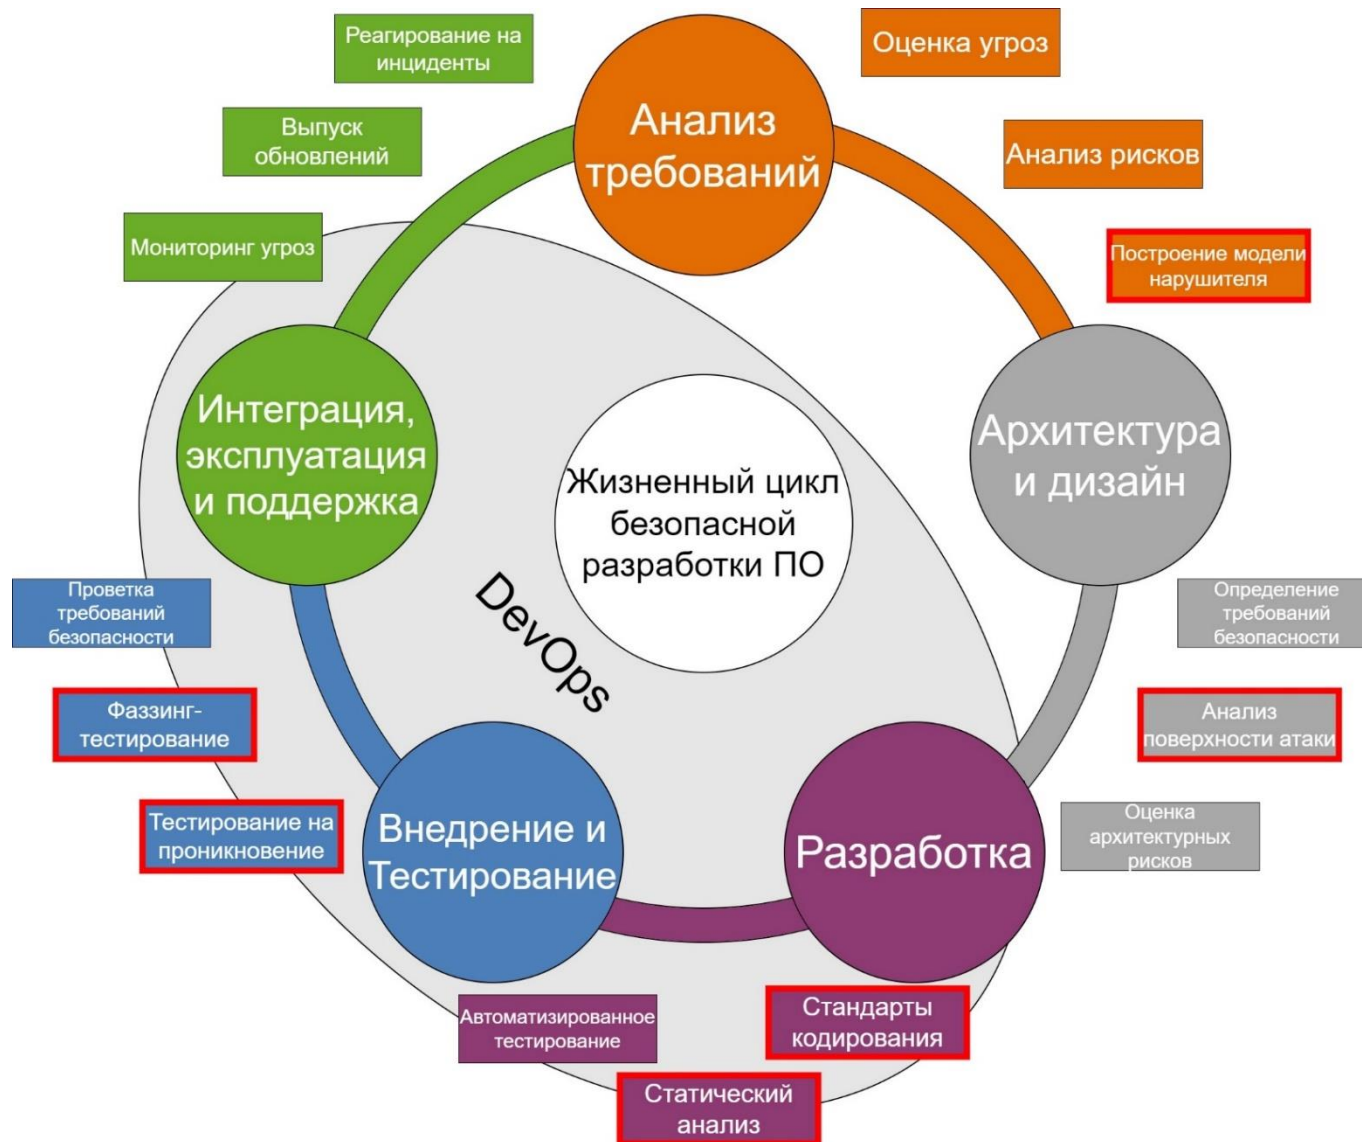 Реагирование на
инциденты
Оценка угроз
Анализ
требований
Выпуск
обновлений
Анализ рисков
Мониторинг угроз
Построение модели
нарушителя
Интеграция,
эксплуатация
и поддержка
Архитектура
и дизайн
Жизненный цикл
безопасной
разработки ПО
DevOps
Проветка
требований
безопасности
Определение
требований
безопасности
Фаззинг-
тестирование
Анализ
поверхности атаки
Тестирование на
проникновение
Внедрение и
Тестирование
Разработка
Оценка
архитектурных
рисков
Автоматизированное
тестирование
Стандарты
кодирования
Статический
анализ